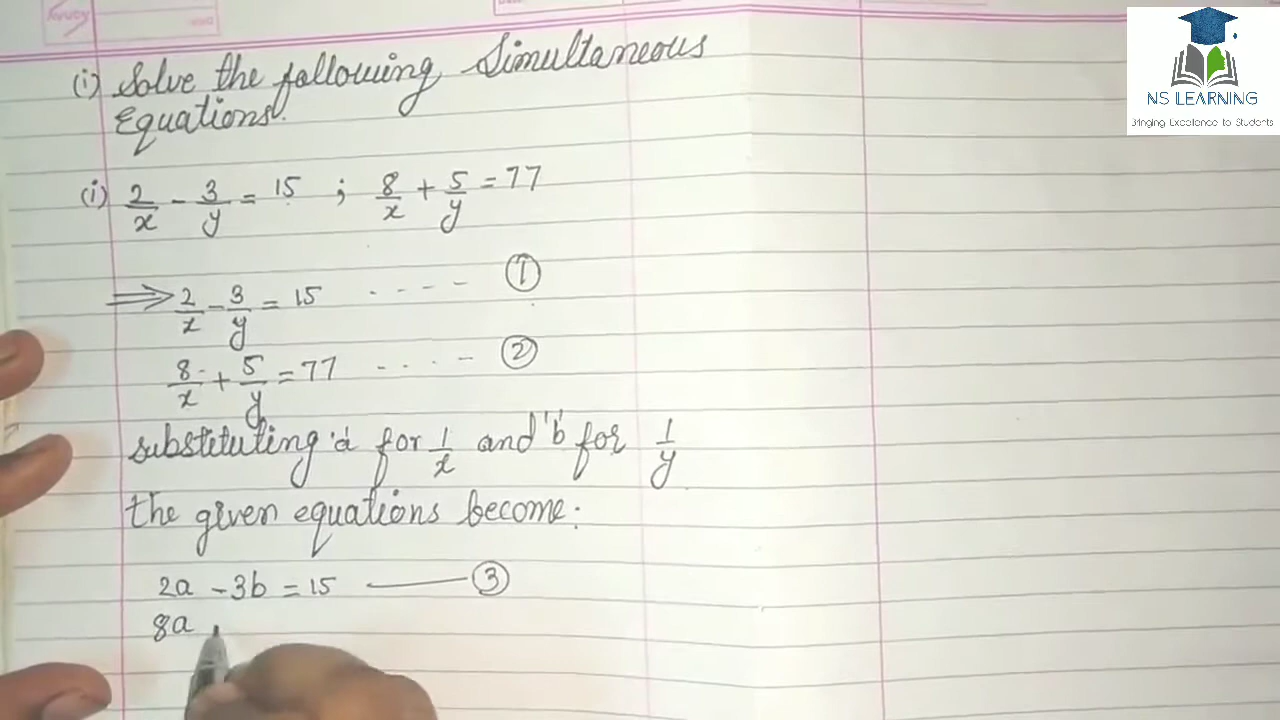 NS LEARNING
Bringing Excellence to Students
(i) Solve the following Simultaneous
Equations.
(i) 2/x - 3/y = 15 ; 8/x + 5/y = 77
⇒ 2/x - 3/y = 15 ---- ①
8/x + 5/y = 77 ---- ②
substituting 'a' for 1/x and 'b' for 1/y
the given equations become:
2a - 3b = 15 —— ③
8a